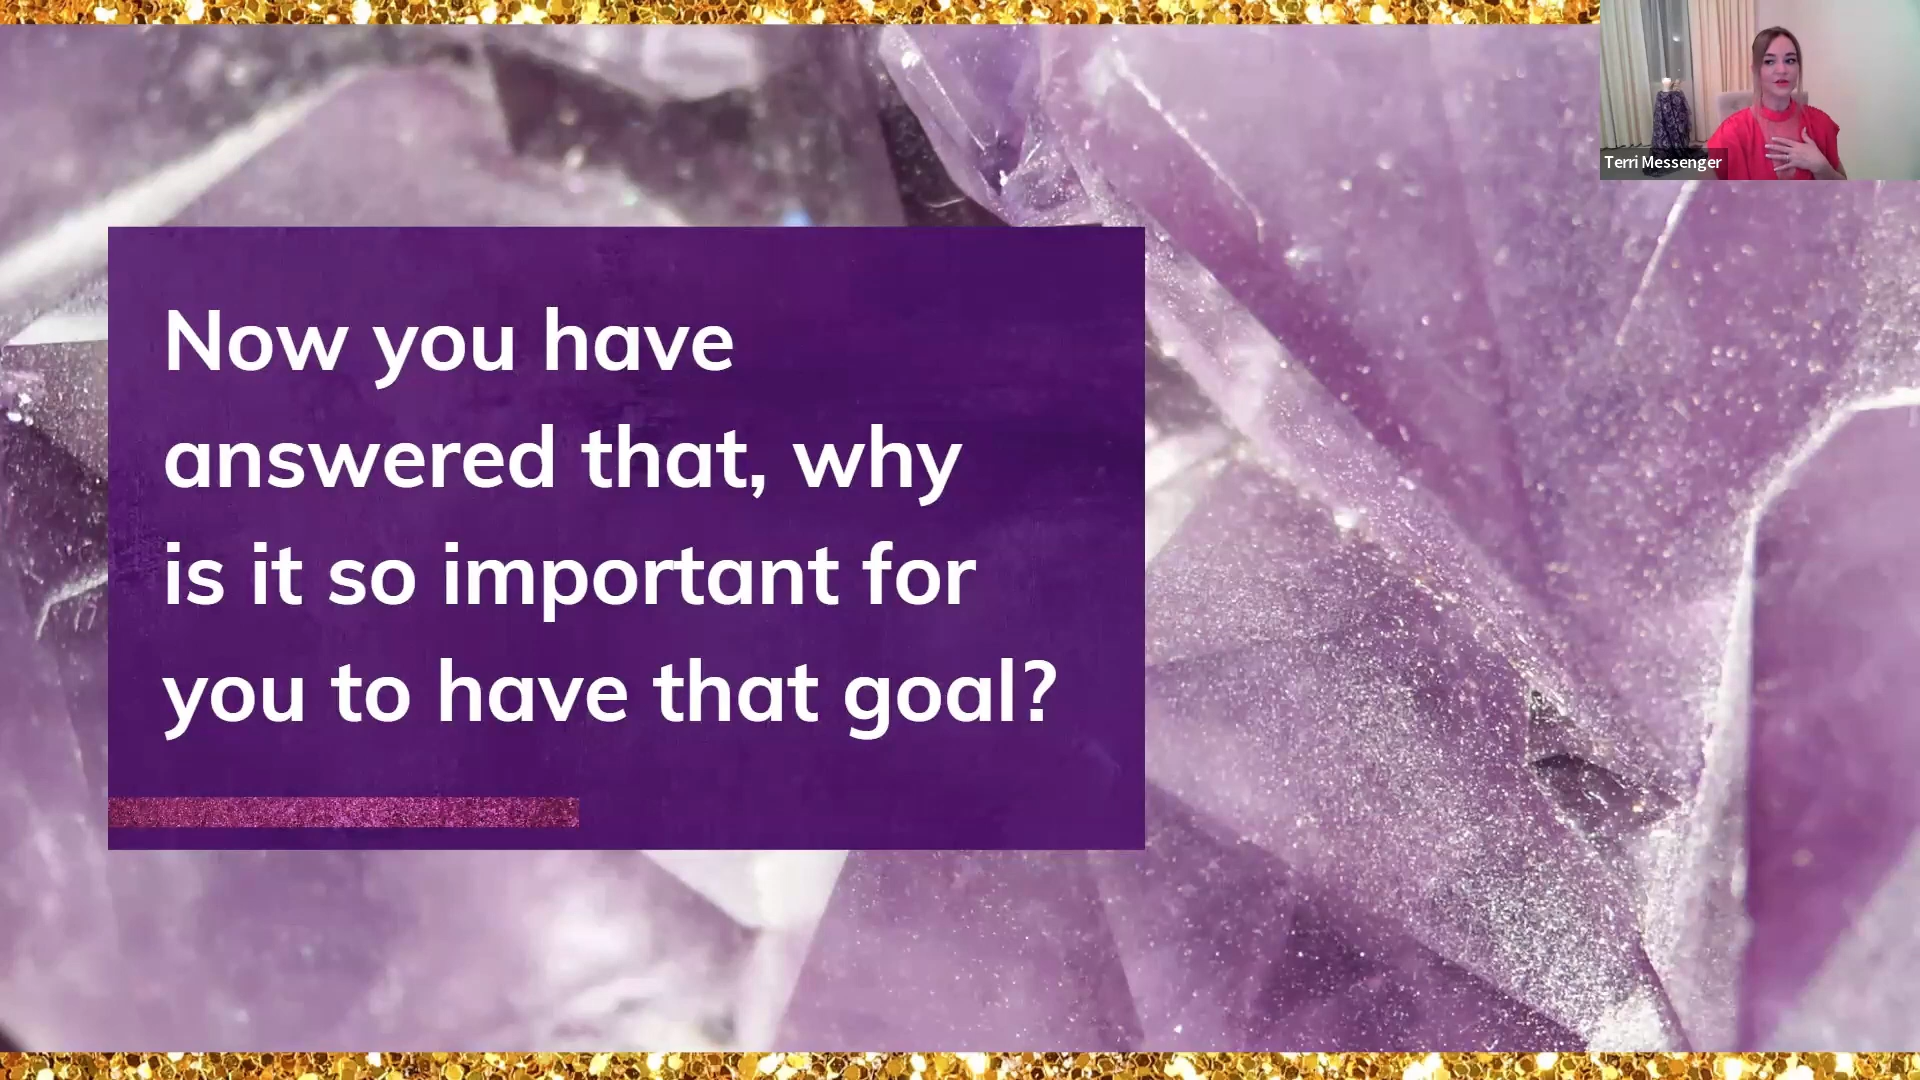 Terri Messenger
Now you have
answered that, why
is it so important for
you to have that goal?